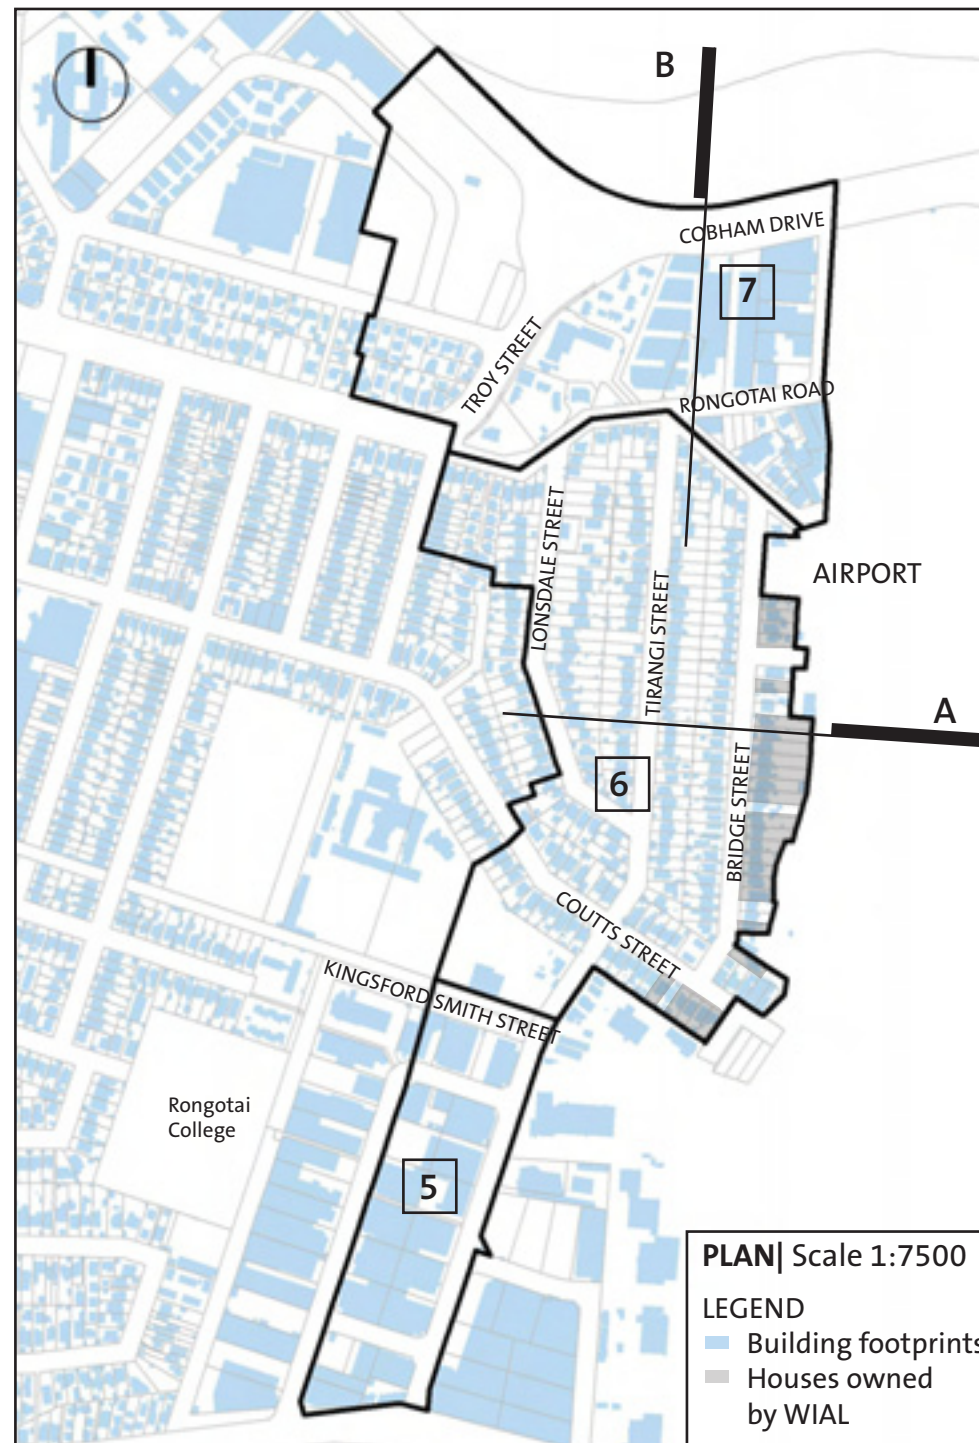 B
COBHAM DRIVE
7
TROY STREET
RONGOTAI ROAD
LONSDALE STREET
AIRPORT
TIRANGI STREET
A
6
BRIDGE STREET
COUTTS STREET
KINGSFORD SMITH STREET
Rongotai
College
5
PLAN| Scale 1:7500
LEGEND
Building footprints
Houses owned
by WIAL